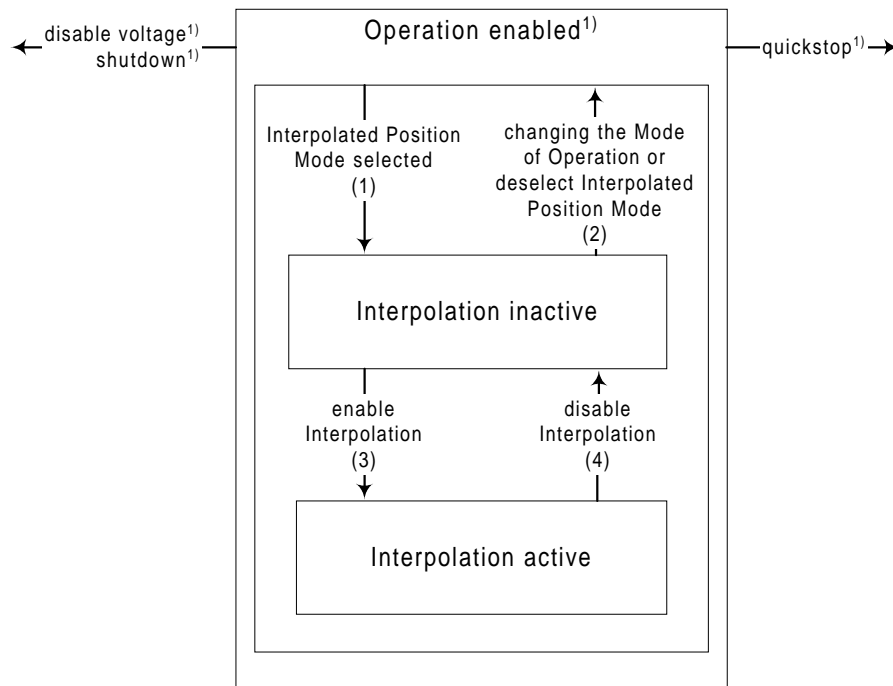 Operation enabled1)
disable voltage1)
shutdown1)
quickstop1)
Interpolated Position
Mode selected
(1)
changing the Mode
of Operation or
deselect Interpolated
Position Mode
(2)
Interpolation inactive
enable
Interpolation
(3)
disable
Interpolation
(4)
Interpolation active